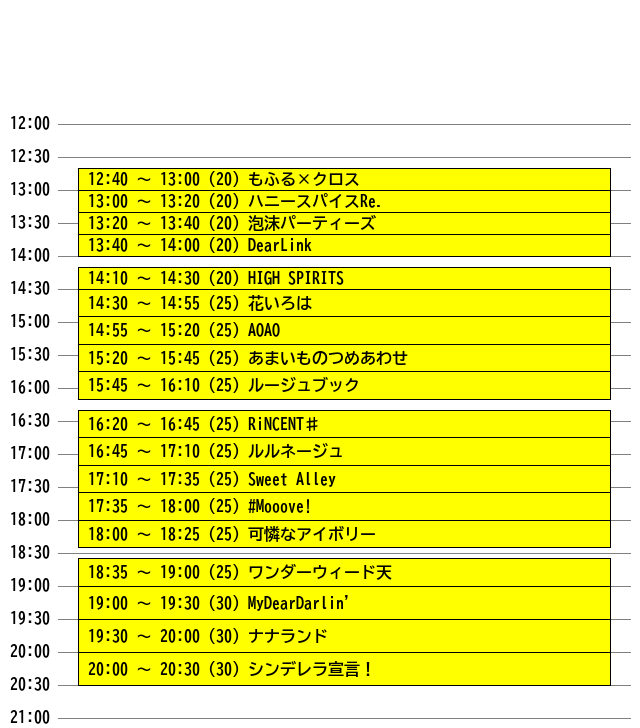 12:00
12:30
12:40 ～ 13:00 (20) もふる×クロス
13:00
13:00 ～ 13:20 (20) ハニースパイスRe.
13:20 ～ 13:40 (20) 泡沫パーティーズ
13:30
13:40 ～ 14:00 (20) DearLink
14:00
14:10 ～ 14:30 (20) HIGH SPIRITS
14:30
14:30 ～ 14:55 (25) 花いろは
15:00
14:55 ～ 15:20 (25) AOAO
15:30
15:20 ～ 15:45 (25) あまいものつめあわせ
16:00
15:45 ～ 16:10 (25) ルージュブック
16:30
16:20 ～ 16:45 (25) RiNCENT♯
17:00
16:45 ～ 17:10 (25) ルルネージュ
17:10 ～ 17:35 (25) Sweet Alley
17:30
17:35 ～ 18:00 (25) #Mooove!
18:00
18:00 ～ 18:25 (25) 可憐なアイボリー
18:30
18:35 ～ 19:00 (25) ワンダーウィード天
19:00
19:00 ～ 19:30 (30) MyDearDarlin'
19:30
19:30 ～ 20:00 (30) ナナランド
20:00
20:00 ～ 20:30 (30) シンデレラ宣言！
20:30
21:00